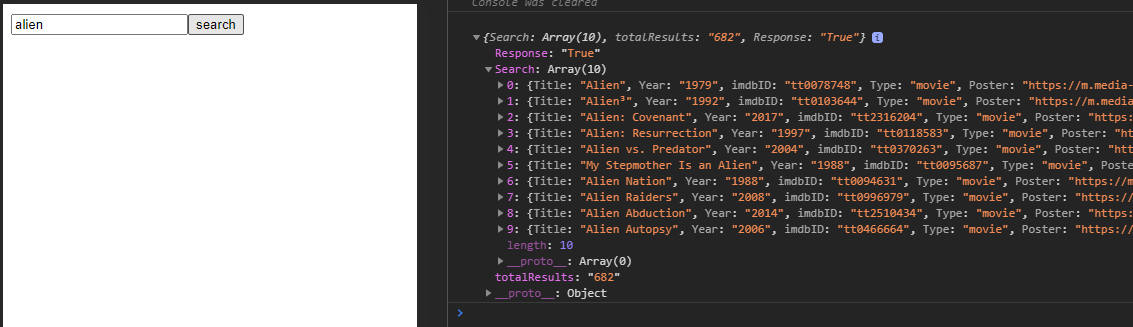 alien search
Console was cleared
{Search: Array(10), totalResults: "682", Response: "True"} i
Response: "True"
Search: Array(10)
0: {Title: "Alien", Year: "1979", imdbID: "tt0078748", Type: "movie", Poster: "https://m.media-
1: {Title: "Alien³", Year: "1992", imdbID: "tt0103644", Type: "movie", Poster: "https://m.media
2: {Title: "Alien: Covenant", Year: "2017", imdbID: "tt2316204", Type: "movie", Poster: "https:
3: {Title: "Alien: Resurrection", Year: "1997", imdbID: "tt0118583", Type: "movie", Poster: "ht
4: {Title: "Alien vs. Predator", Year: "2004", imdbID: "tt0370263", Type: "movie", Poster: "htt
5: {Title: "My Stepmother Is an Alien", Year: "1988", imdbID: "tt0095687", Type: "movie", Poste
6: {Title: "Alien Nation", Year: "1988", imdbID: "tt0094631", Type: "movie", Poster: "https://m
7: {Title: "Alien Raiders", Year: "2008", imdbID: "tt0996979", Type: "movie", Poster: "https://
8: {Title: "Alien Abduction", Year: "2014", imdbID: "tt2510434", Type: "movie", Poster: "https:
9: {Title: "Alien Autopsy", Year: "2006", imdbID: "tt0466664", Type: "movie", Poster: "https://
length: 10
__proto__: Array(0)
totalResults: "682"
__proto__: Object